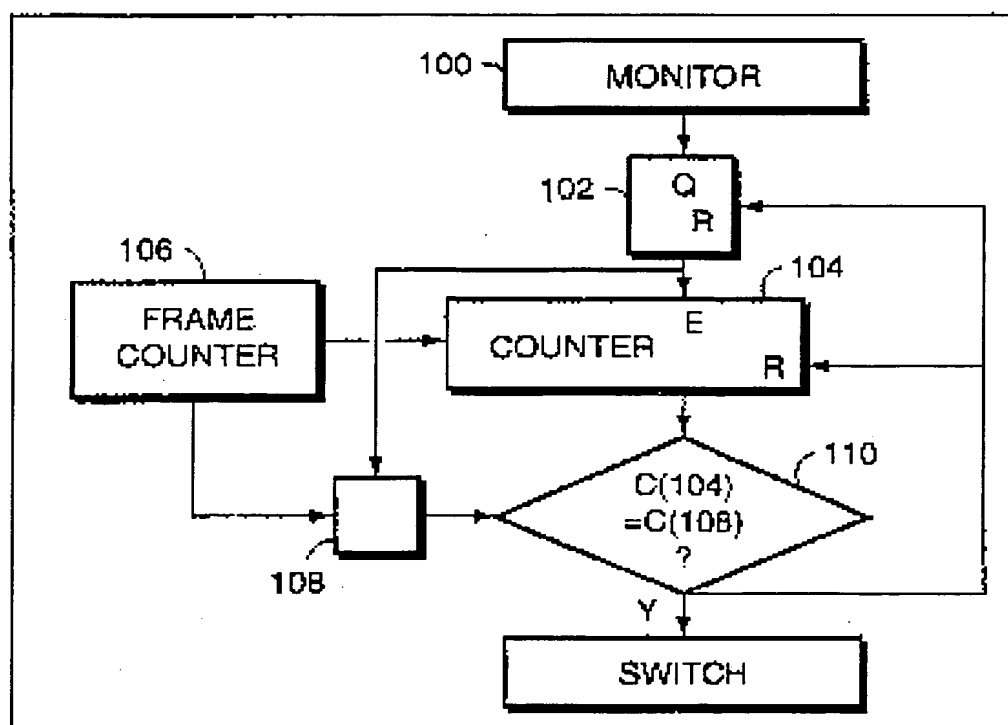 100
MONITOR
102
Q
R
106
104
FRAME
COUNTER
E
COUNTER
R
110
C(104)
=C(108)
?
108
Y
SWITCH